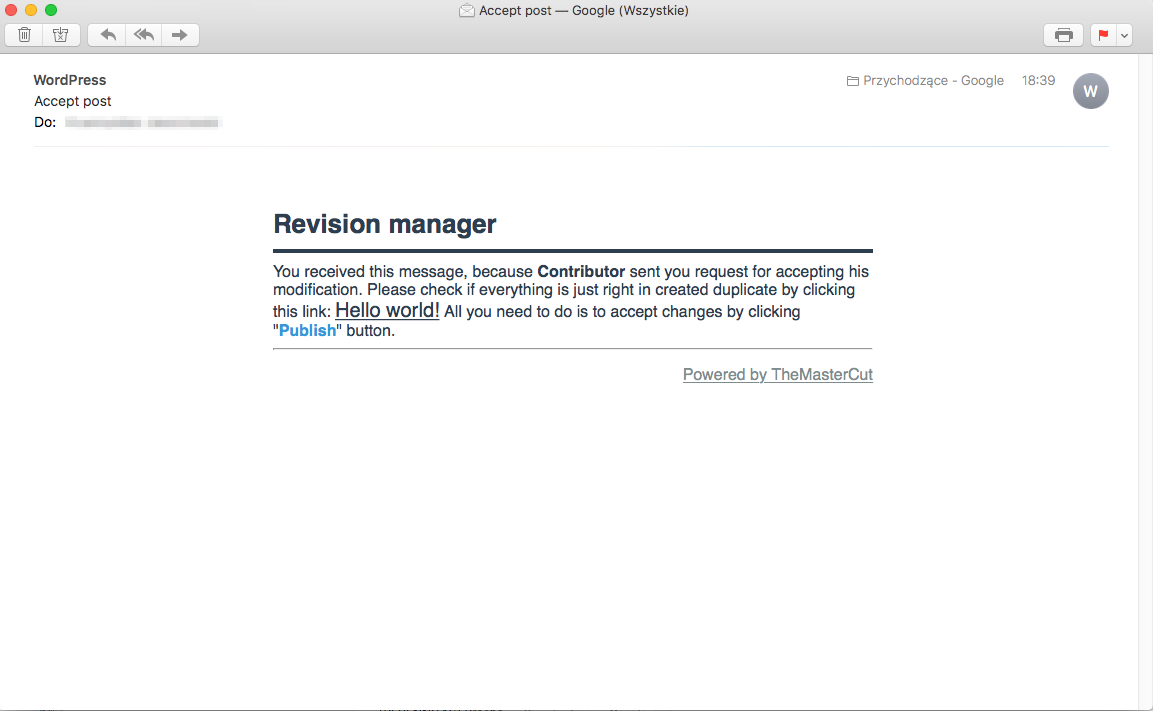 Accept post — Google (Wszystkie)
WordPress
Przychodzące - Google 18:39
W
Accept post
Do:
Revision manager
You received this message, because Contributor sent you request for accepting his
modification. Please check if everything is just right in created duplicate by clicking
this link: Hello world! All you need to do is to accept changes by clicking
"Publish" button.
Powered by TheMasterCut